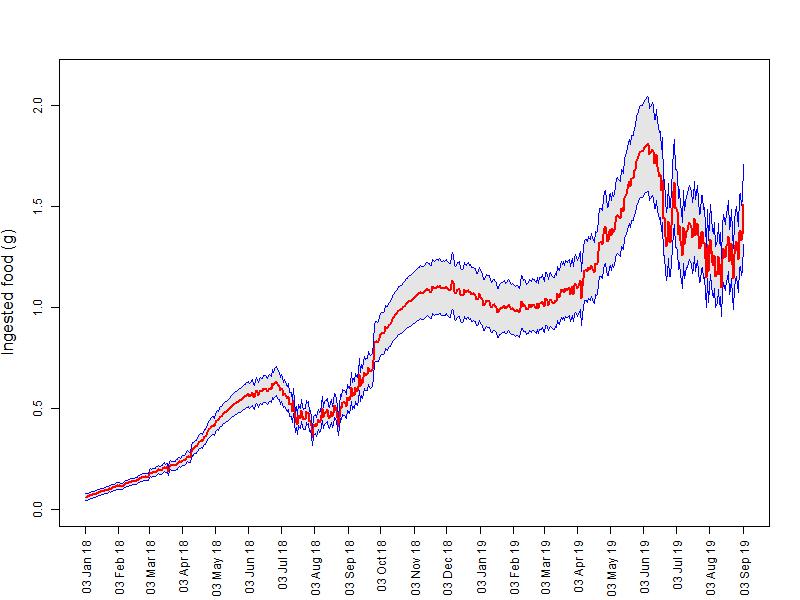 Ingested food (g)
2.0
1.5
1.0
0.5
0.0
03 Jan 18
03 Feb 18
03 Mar 18
03 Apr 18
03 May 18
03 Jun 18
03 Jul 18
03 Aug 18
03 Sep 18
03 Oct 18
03 Nov 18
03 Dec 18
03 Jan 19
03 Feb 19
03 Mar 19
03 Apr 19
03 May 19
03 Jun 19
03 Jul 19
03 Aug 19
03 Sep 19